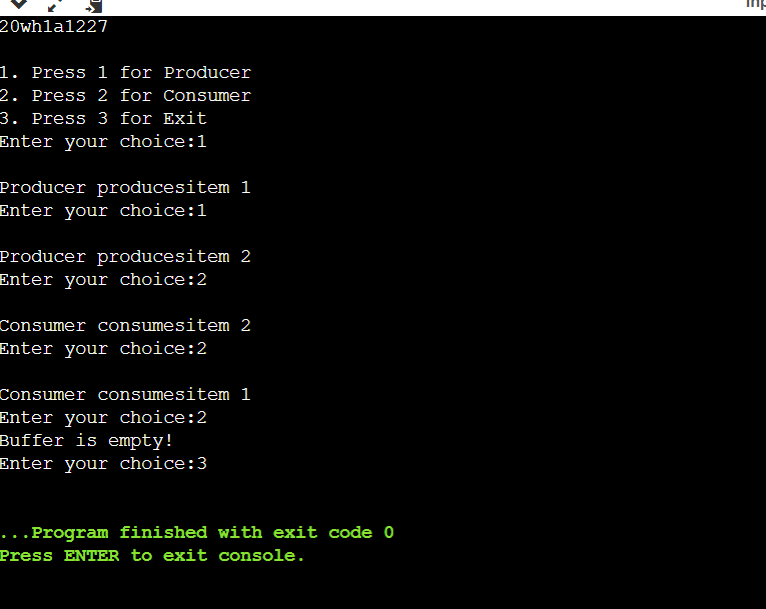 20wh1a1227
1. Press 1 for Producer
2. Press 2 for Consumer
3. Press 3 for Exit
Enter your choice:1
Producer producesitem 1
Enter your choice:1
Producer producesitem 2
Enter your choice:2
Consumer consumesitem 2
Enter your choice:2
Consumer consumesitem 1
Enter your choice:2
Buffer is empty!
Enter your choice:3
...Program finished with exit code 0
Press ENTER to exit console.